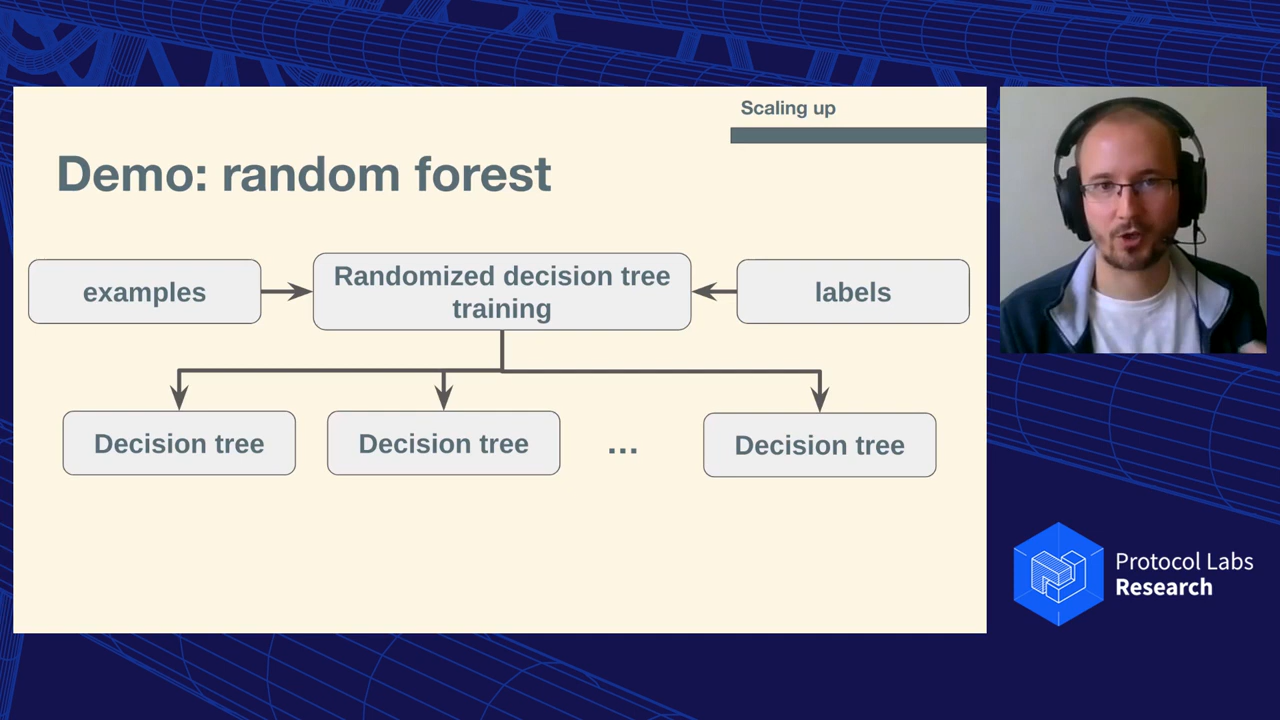 Scaling up
Demo: random forest
examples
Randomized decision tree
training
labels
Decision tree
Decision tree
...
Decision tree
Protocol Labs
Research